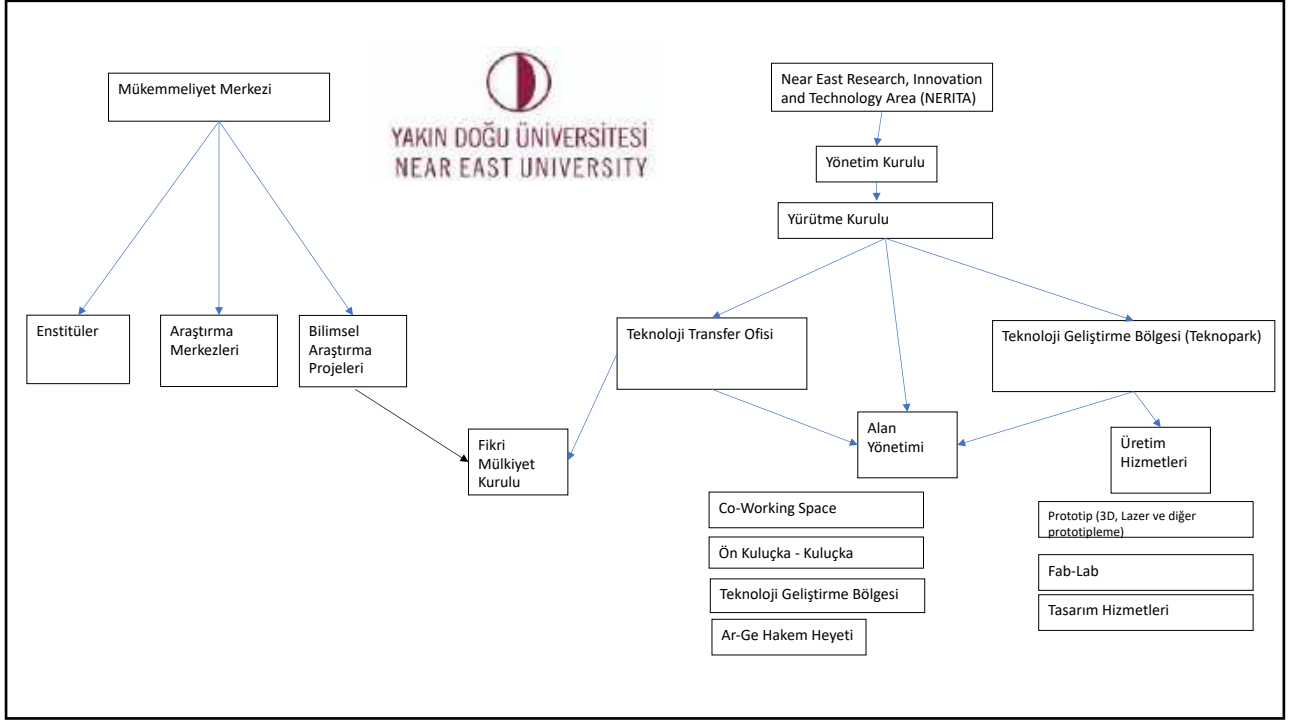 Mükemmeliyet Merkezi
YAKIN DOĞU ÜNİVERSİTESİ
NEAR EAST UNIVERSITY
Near East Research, Innovation
and Technology Area (NERITA)
Yönetim Kurulu
Yürütme Kurulu
Enstitüler
Araştırma
Merkezleri
Bilimsel
Araştırma
Projeleri
Teknoloji Transfer Ofisi
Teknoloji Geliştirme Bölgesi (Teknopark)
Fikri
Mülkiyet
Kurulu
Alan
Yönetimi
Üretim
Hizmetleri
Co-Working Space
Ön Kuluçka - Kuluçka
Teknoloji Geliştirme Bölgesi
Ar-Ge Hakem Heyeti
Prototip (3D, Lazer ve diğer
prototipleme)
Fab-Lab
Tasarım Hizmetleri